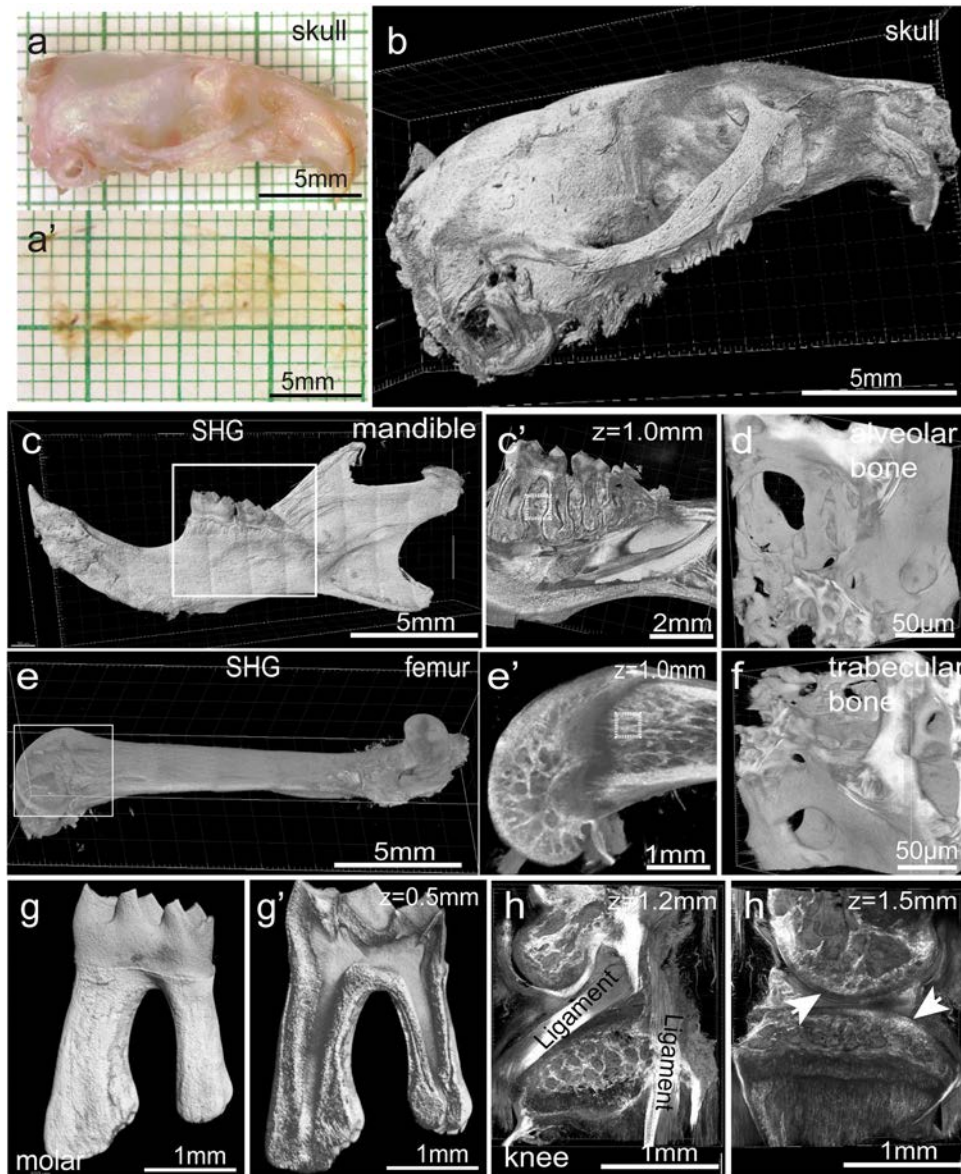 a
skull
5mm
a'
5mm
b
skull
5mm
c
SHG
mandible
5mm
c'
z=1.0mm
2mm
d
alveolar
bone
50μm
e
SHG
femur
5mm
e'
z=1.0mm
1mm
f
trabecular
bone
50μm
g
molar
1mm
g'
z=0.5mm
1mm
h
z=1.2mm
Ligament
Ligament
knee
1mm
h
z=1.5mm
1mm